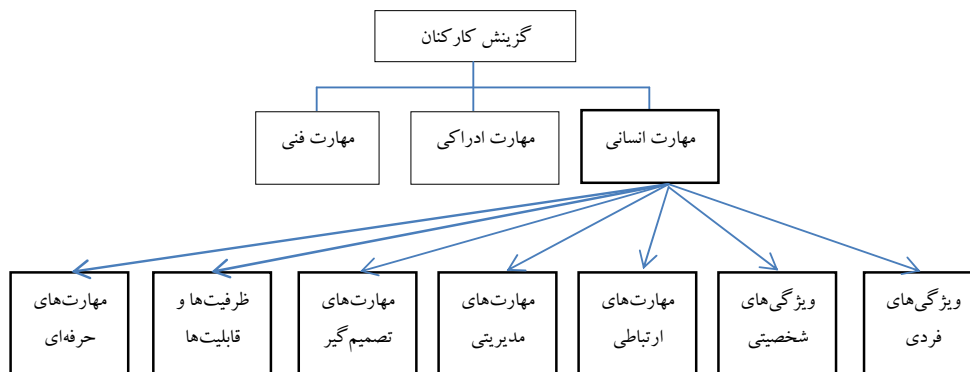 گزینش کارکنان
مهارت انسانی
مهارت ادراکی
مهارت فنی
ویژگی‌های
فردی
ویژگی‌های
شخصیتی
مهارت‌های
ارتباطی
مهارت‌های
مدیریتی
مهارت‌های
تصمیم‌گیر
ظرفیت‌ها و
قابلیت‌ها
مهارت‌های
حرفه‌ای